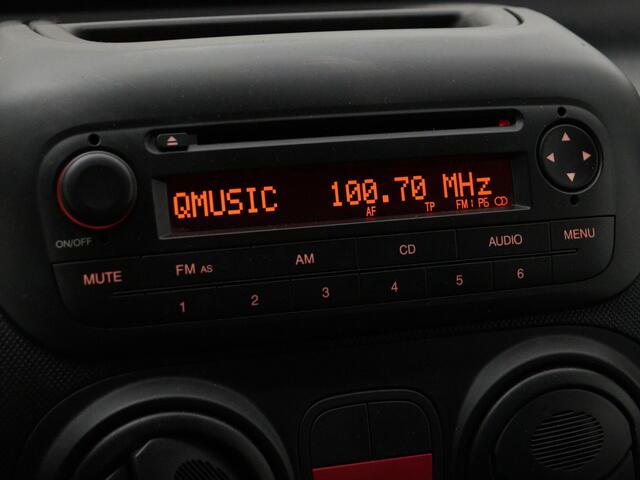 QMUSIC 100.70 MHz
AF TP FM1 P6
ON/OFF
MUTE FM AS AM CD AUDIO MENU
1 2 3 4 5 6